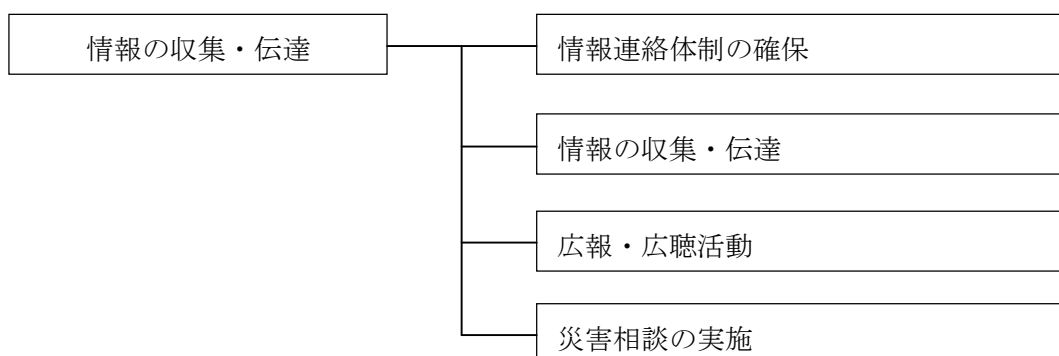 情報の収集・伝達
情報連絡体制の確保
情報の収集・伝達
広報・広聴活動
災害相談の実施